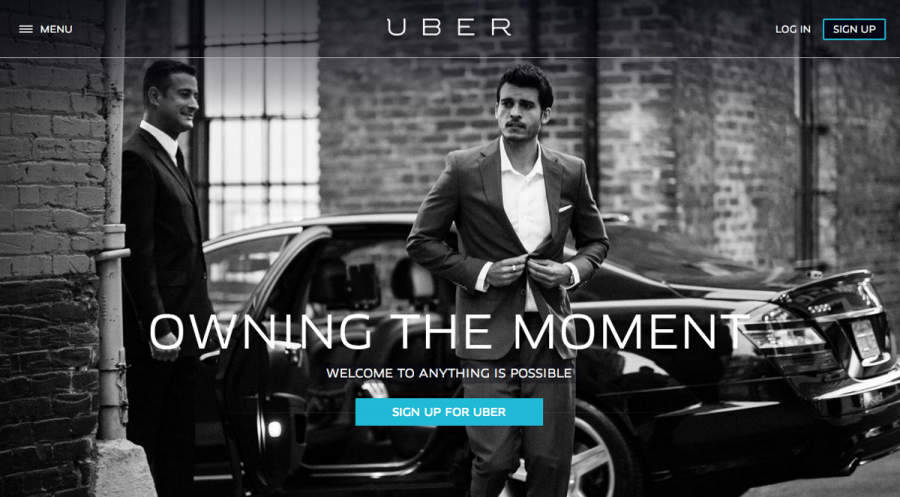 MENU
UBER
LOG IN
SIGN UP
OWNING THE MOMENT
WELCOME TO ANYTHING IS POSSIBLE
SIGN UP FOR UBER